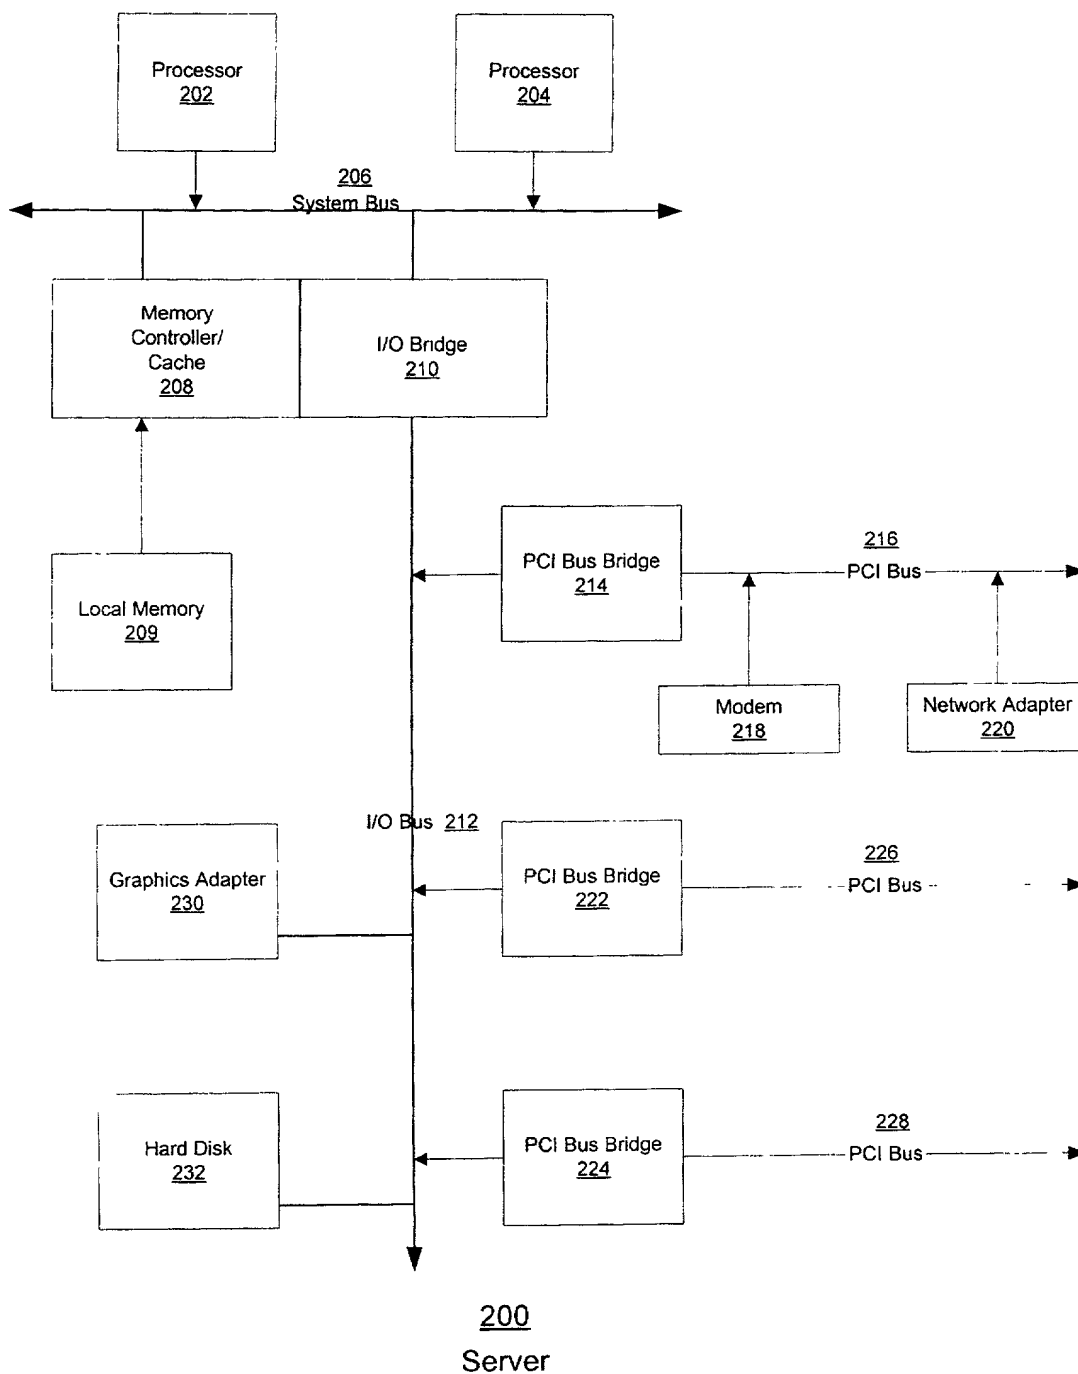 Processor
202
Processor
204
206
System Bus
Memory
Controller/
Cache
208
I/O Bridge
210
PCI Bus Bridge
214
216
PCI Bus
Local Memory
209
Modem
218
Network Adapter
220
I/O Bus 212
Graphics Adapter
230
PCI Bus Bridge
222
226
PCI Bus
Hard Disk
232
PCI Bus Bridge
224
228
PCI Bus
200
Server